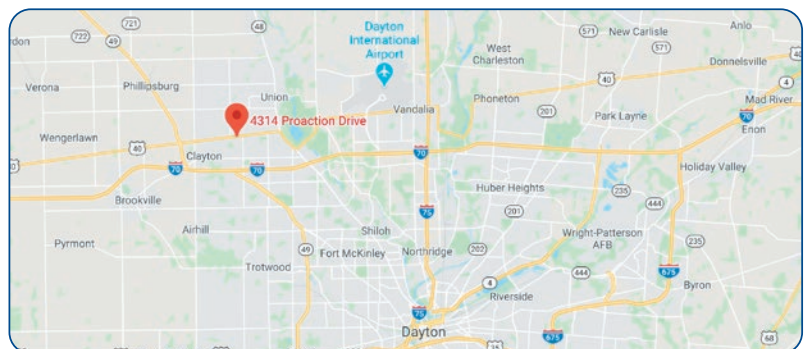 722
49
571
Anlo
Dayton
International
Airport
West
Charleston
New Carlisle
571
Donnelsville
Verona
Phillipsburg
Union
40
4
Phoneton
Mad River
Vandalia
201
70
4314 Proaction Drive
Park Layne
Enon
Wengerlawn
40
Clayton
70
70
70
Holiday Valley
Huber Heights
235
Brookville
444
75
201
Airhill
Shiloh
Wright-Patterson
AFB
Pyrmont
49
Fort McKinley
Northridge
202
235
Trotwood
444
675
4
Byron
Riverside
75
Dayton
675
68